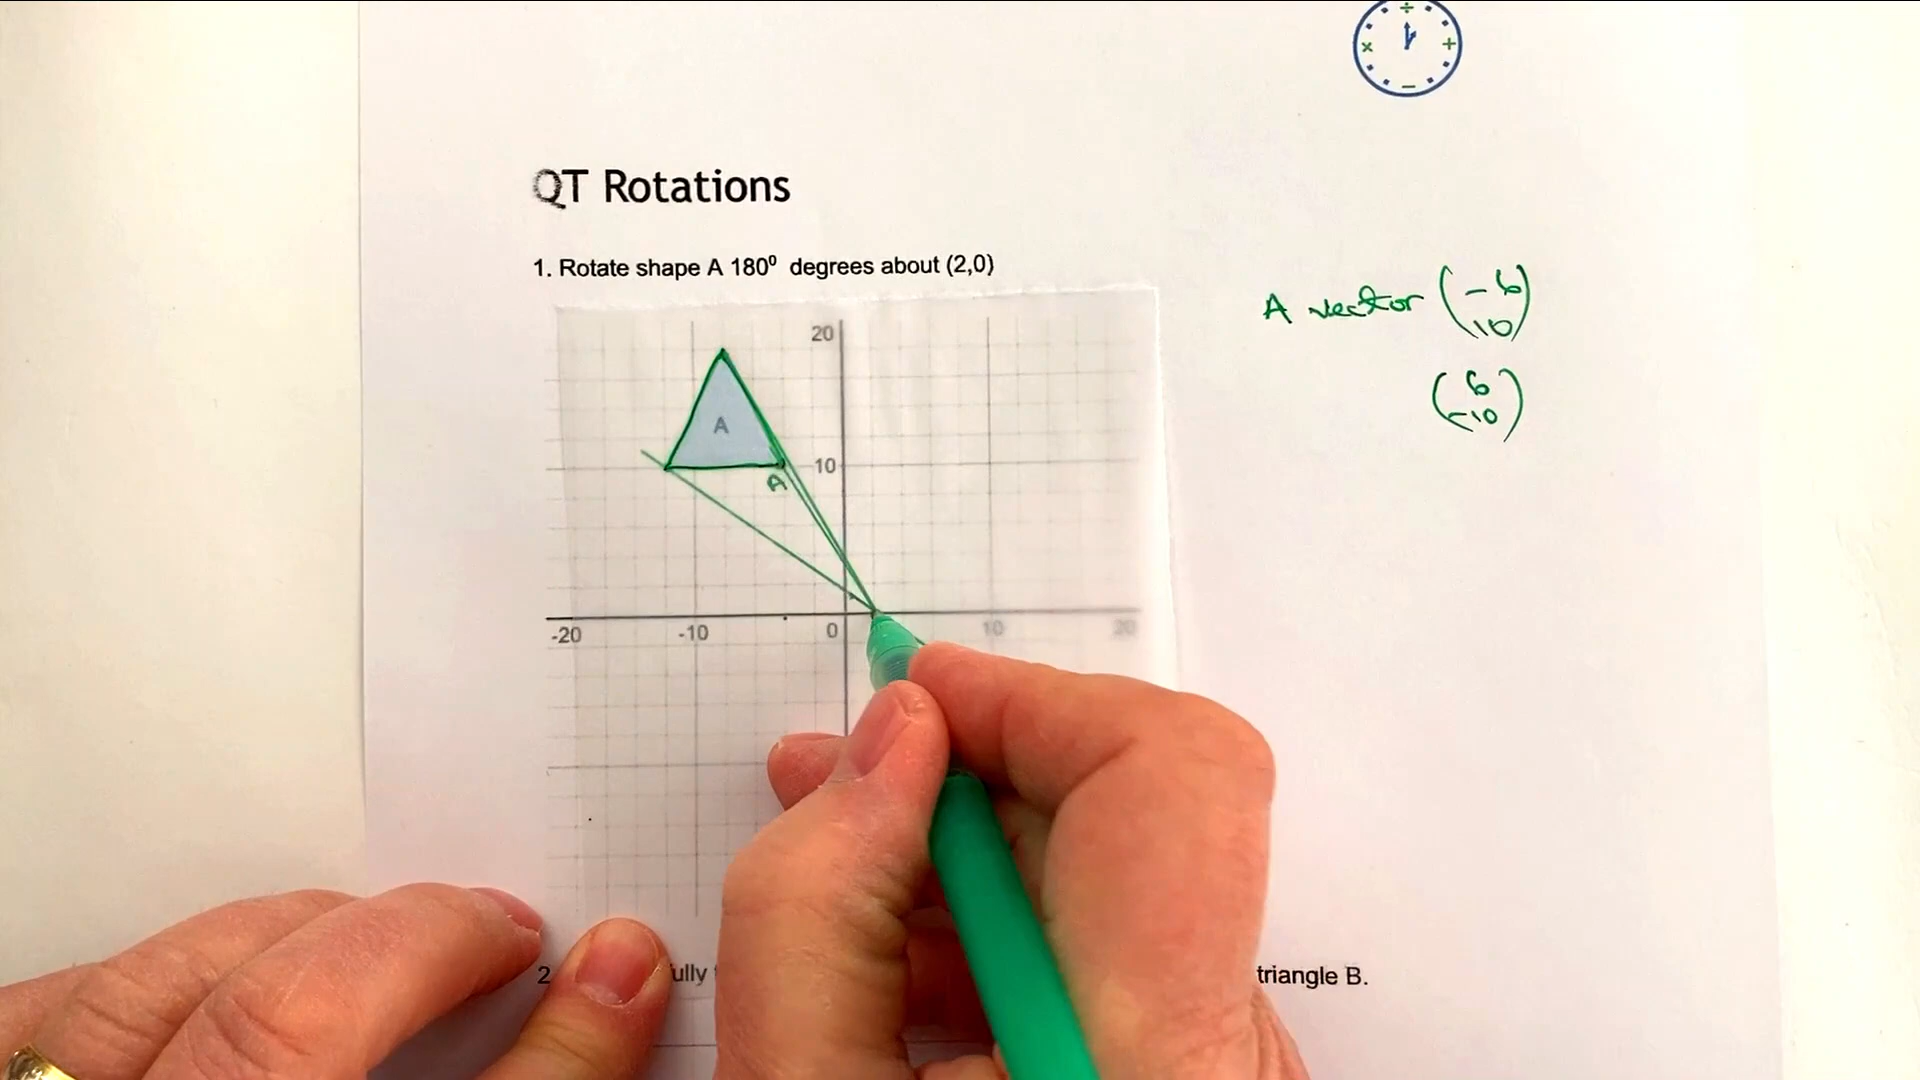 ÷
× +
−
QT Rotations
1. Rotate shape A 180⁰ degrees about (2,0)
A vector (-6
10)
(6
-10)
20
A
10
A
-20 -10 0 10 20
2 ully triangle B.